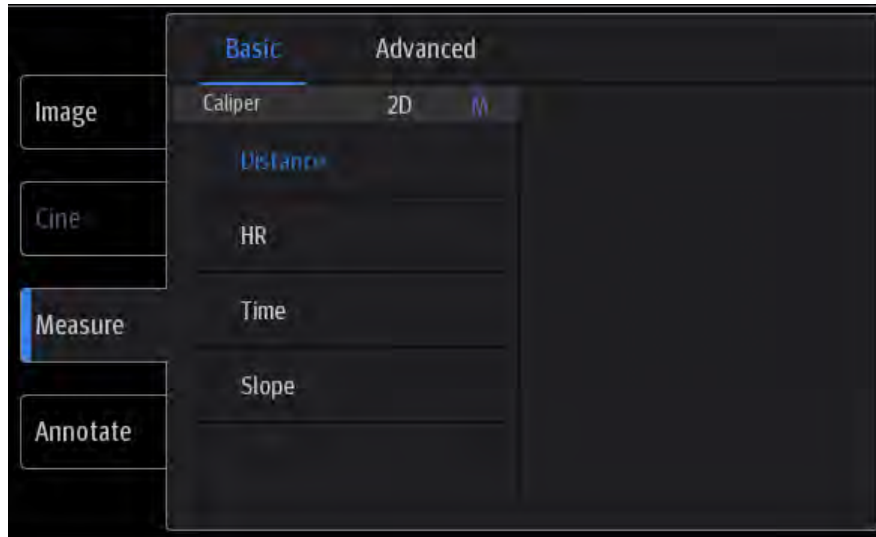 Basic Advanced
Image
Caliper 2D M
Distance
Cine
HR
Measure
Time
Slope
Annotate